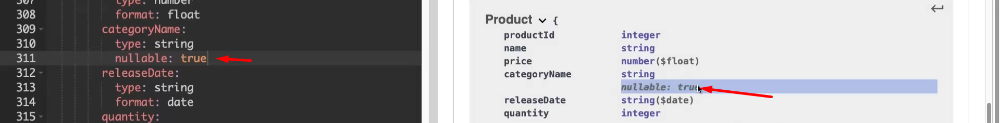 307 type: number
308 format: float
309 categoryName:
310 type: string
311 nullable: true
312 releaseDate:
313 type: string
314 format: date
315 quantity:
Product {
productId integer
name string
price number($float)
categoryName string
nullable: true
releaseDate string($date)
quantity integer